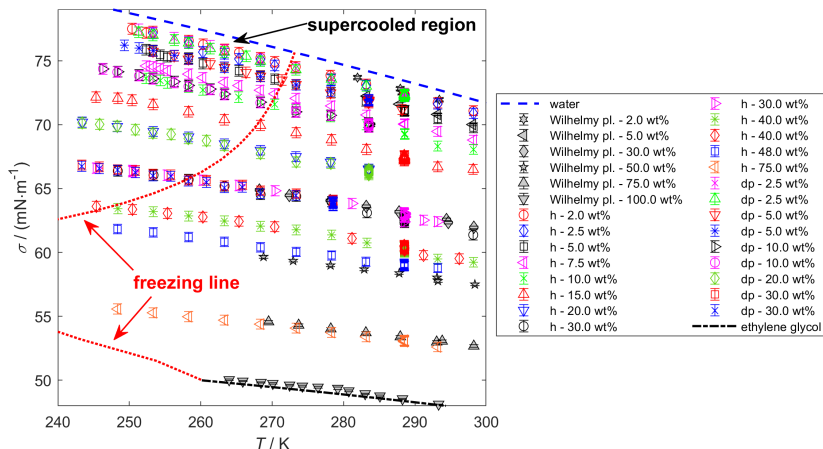 supercooled region
freezing line
75
70
65
60
55
50
σ / (mN·m⁻¹)
240 250 260 270 280 290 300
T / K
water
Wilhelmy pl. - 2.0 wt%
Wilhelmy pl. - 5.0 wt%
Wilhelmy pl. - 30.0 wt%
Wilhelmy pl. - 50.0 wt%
Wilhelmy pl. - 75.0 wt%
Wilhelmy pl. - 100.0 wt%
h - 2.0 wt%
h - 2.5 wt%
h - 5.0 wt%
h - 7.5 wt%
h - 10.0 wt%
h - 15.0 wt%
h - 20.0 wt%
h - 30.0 wt%
h - 30.0 wt%
h - 40.0 wt%
h - 40.0 wt%
h - 48.0 wt%
h - 75.0 wt%
dp - 2.5 wt%
dp - 2.5 wt%
dp - 5.0 wt%
dp - 5.0 wt%
dp - 10.0 wt%
dp - 10.0 wt%
dp - 20.0 wt%
dp - 30.0 wt%
dp - 30.0 wt%
ethylene glycol